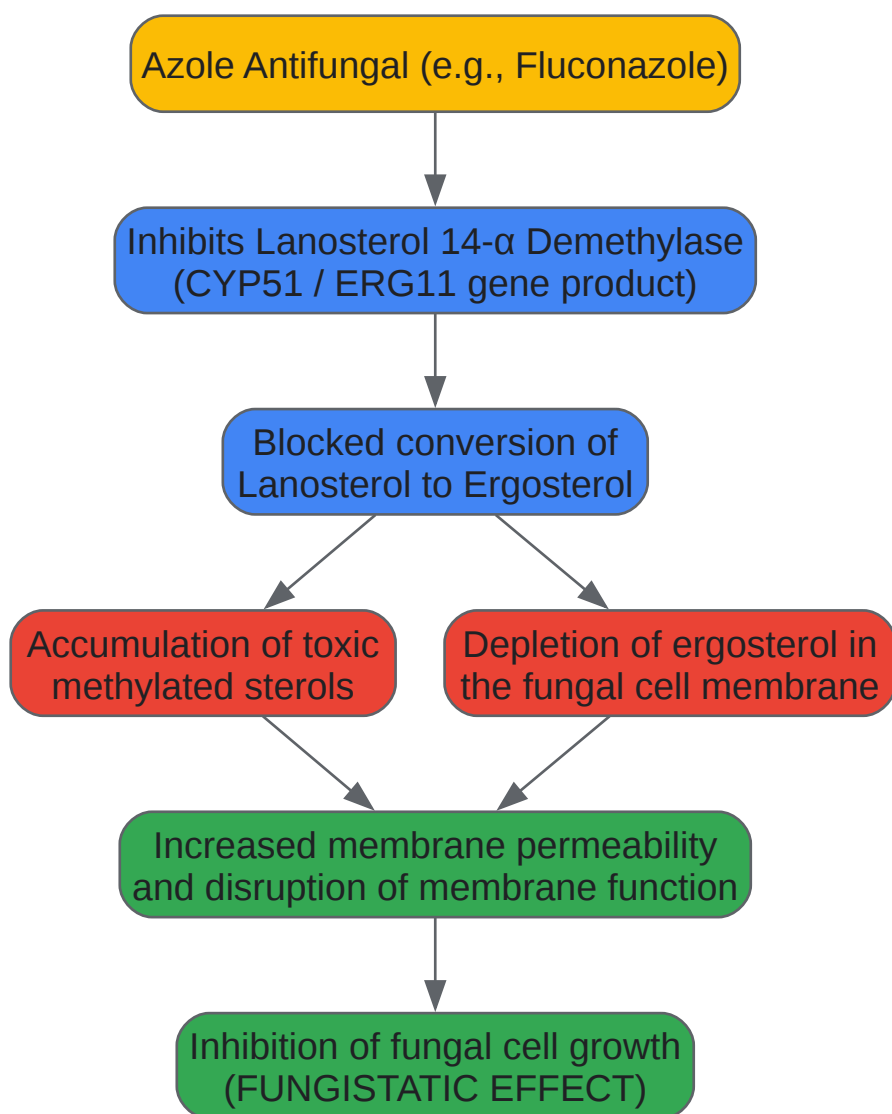 Azole Antifungal (e.g., Fluconazole)
Inhibits Lanosterol 14-α Demethylase
(CYP51 / ERG11 gene product)
Blocked conversion of
Lanosterol to Ergosterol
Accumulation of toxic
methylated sterols
Depletion of ergosterol in
the fungal cell membrane
Increased membrane permeability
and disruption of membrane function
Inhibition of fungal cell growth
(FUNGISTATIC EFFECT)